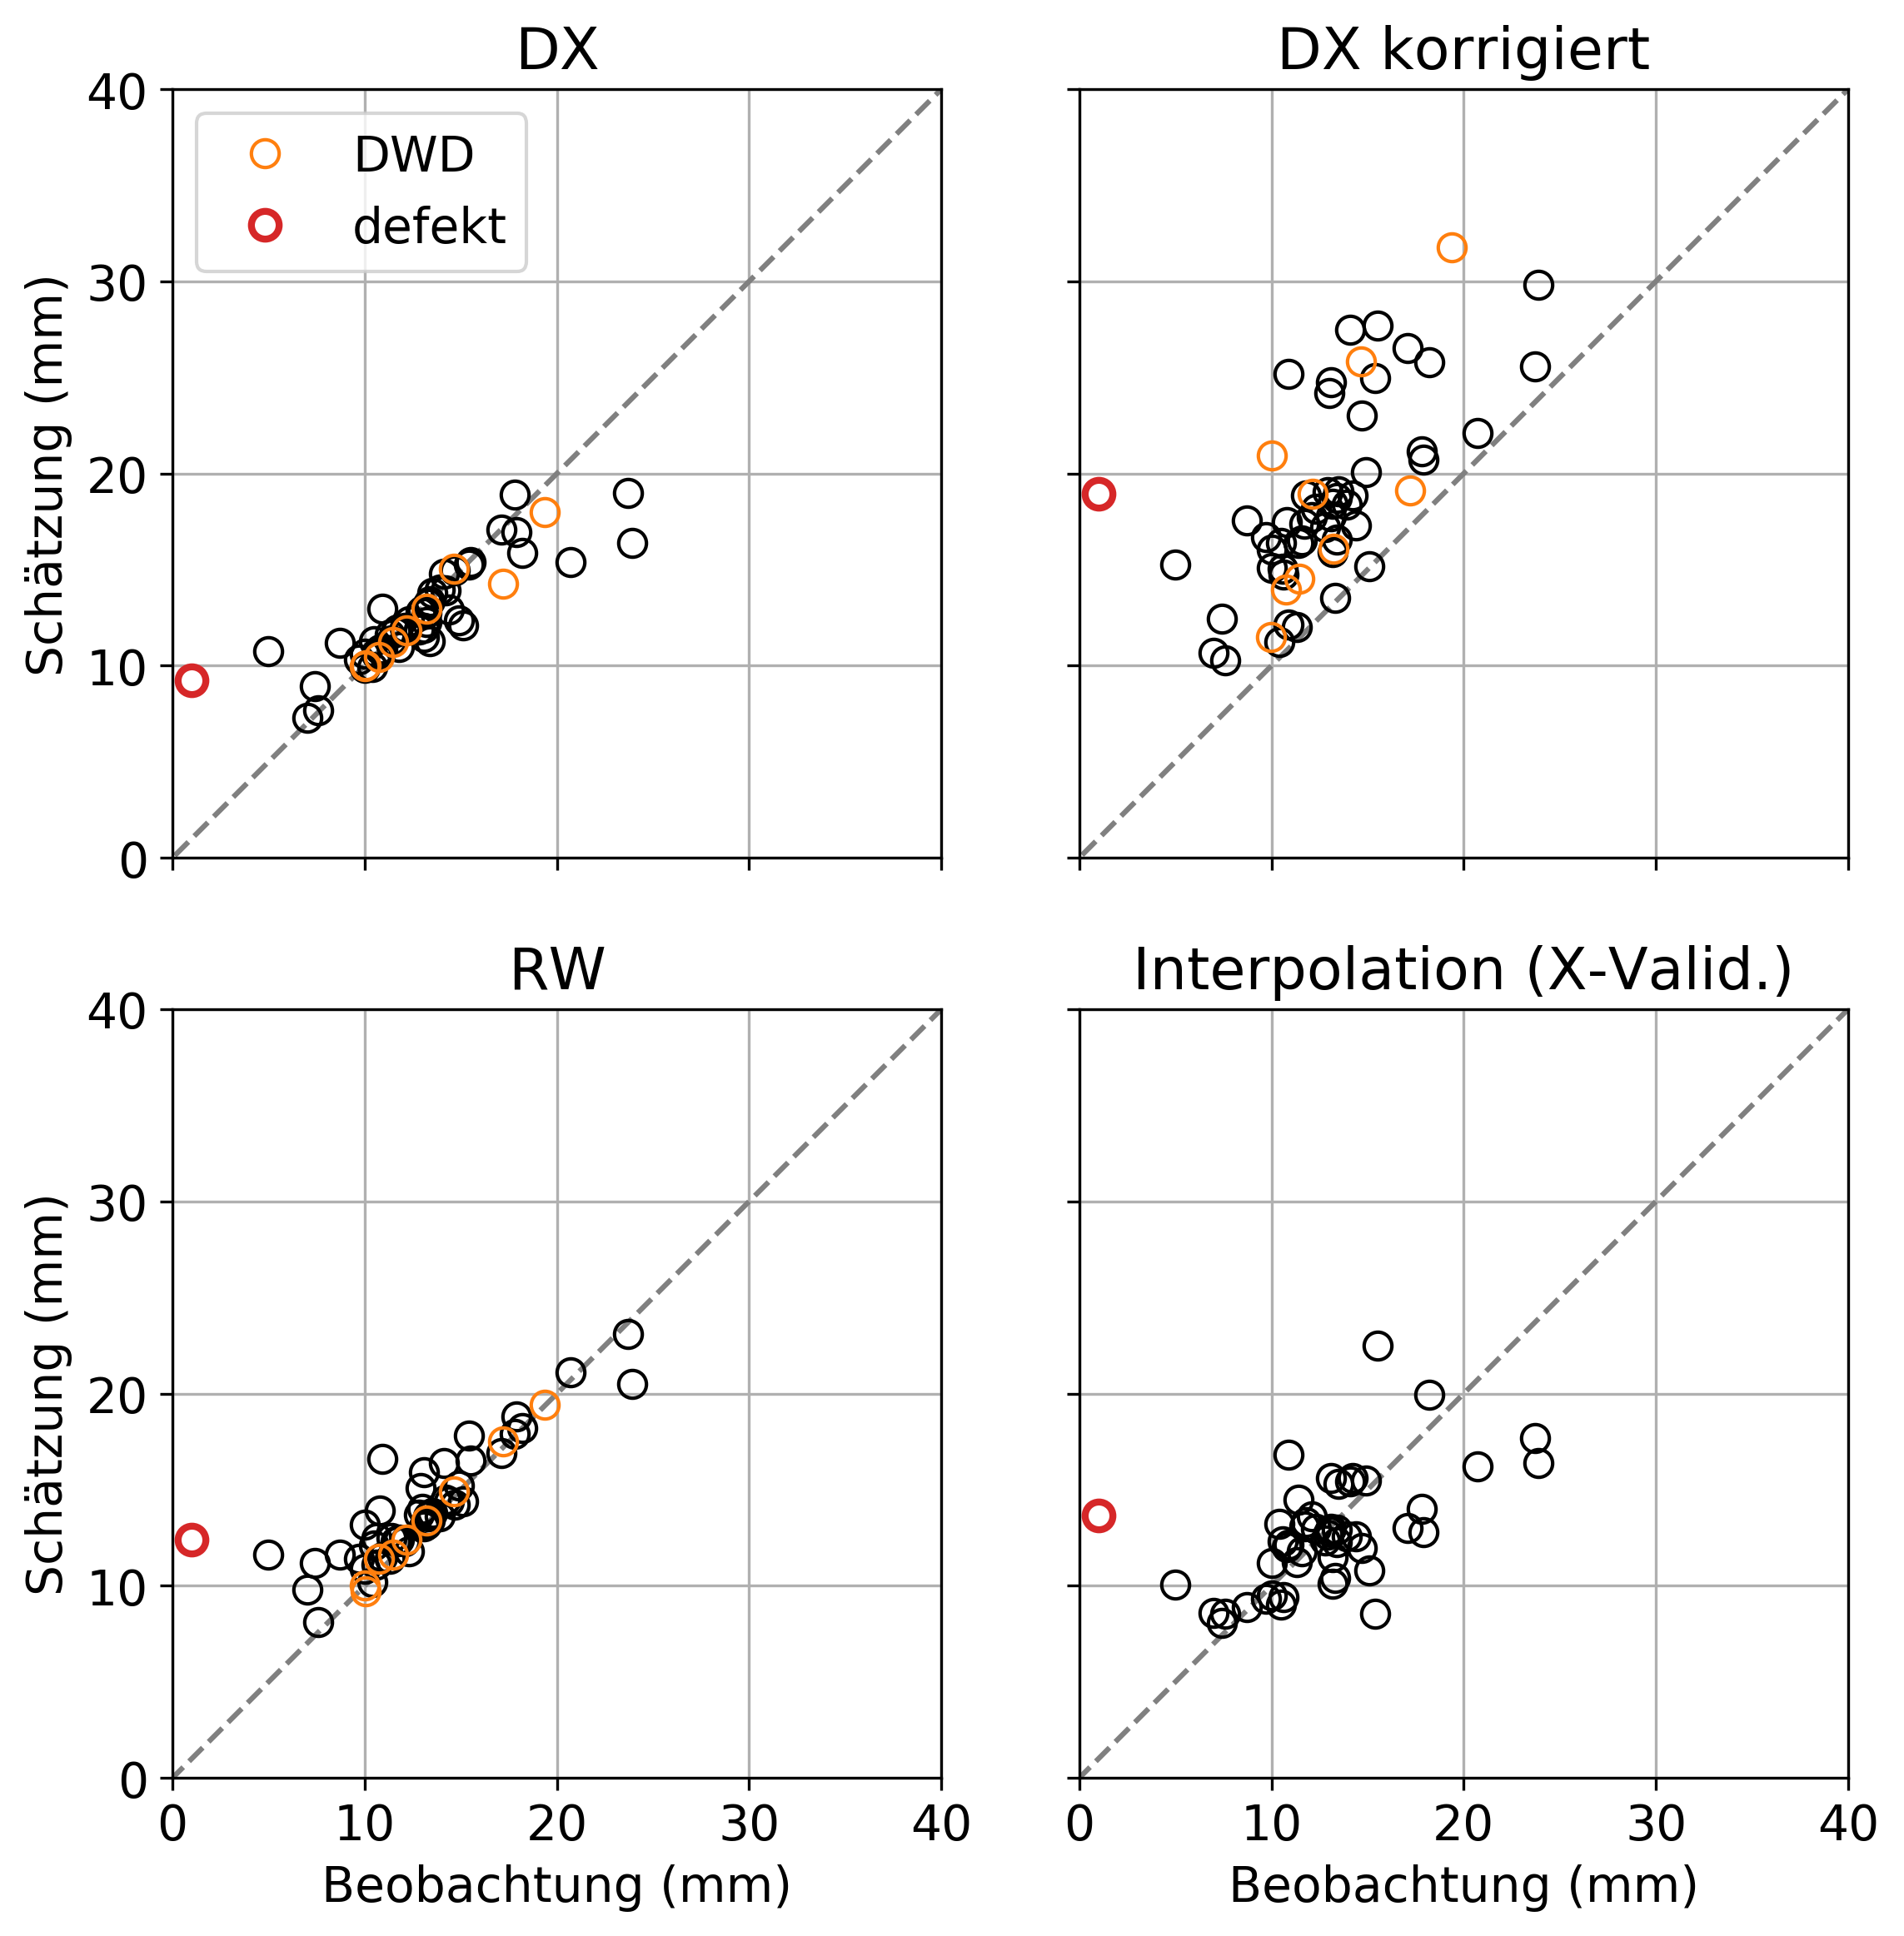 DX
DX korrigiert
40
30
20
10
0
Schätzung (mm)
DWD
defekt
RW
Interpolation (X-Valid.)
40
30
20
10
0
Schätzung (mm)
0 10 20 30 40
0 10 20 30 40
Beobachtung (mm)
Beobachtung (mm)